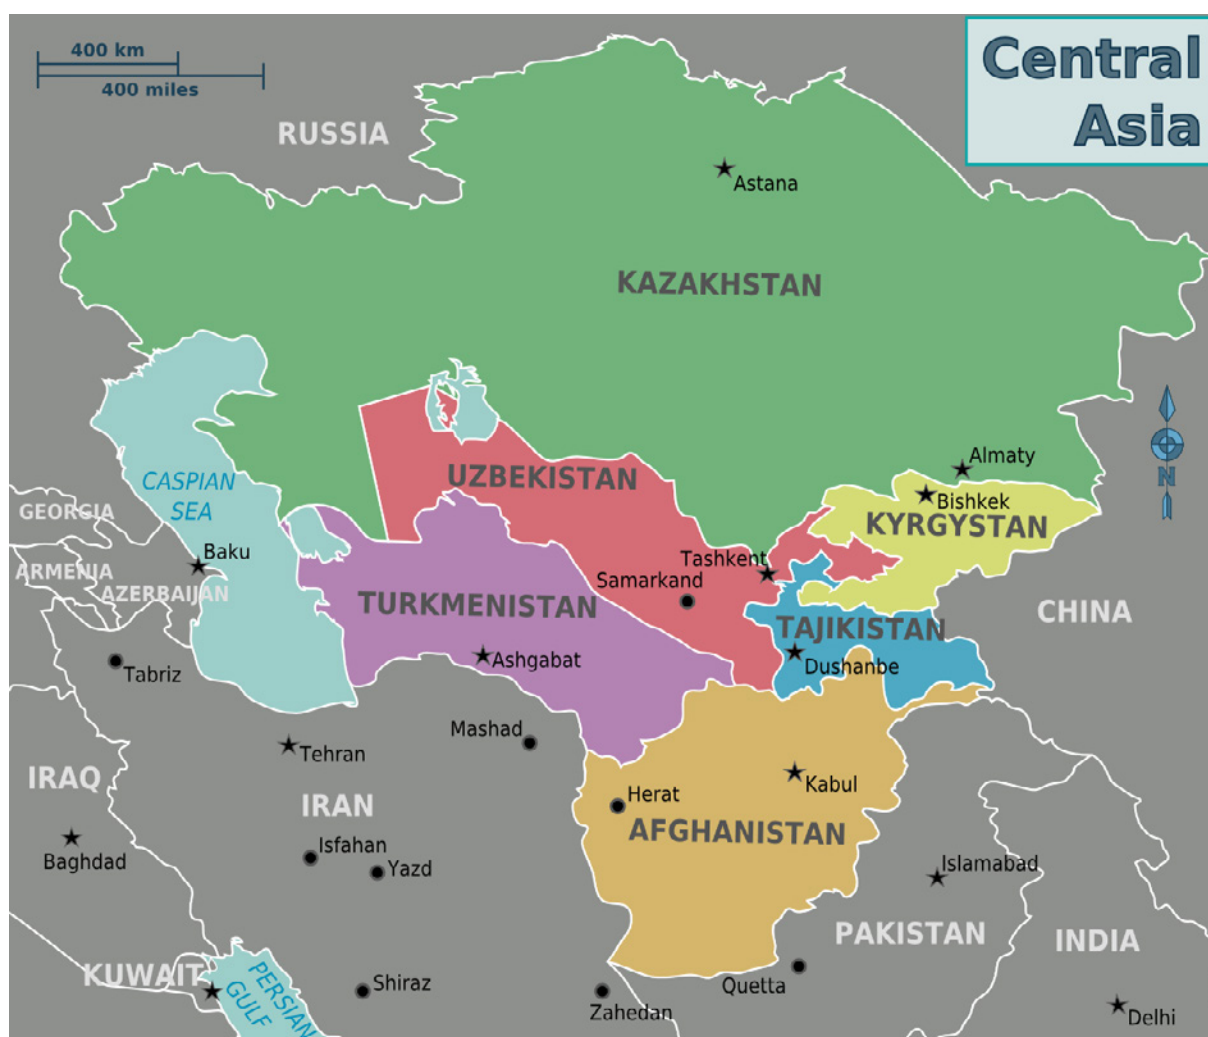 400 km
400 miles
Central
Asia
RUSSIA
Astana
KAZAKHSTAN
CASPIAN
SEA
UZBEKISTAN
Almaty
Bishkek
KYRGYSTAN
N
GEORGIA
Baku
ARMENIA
AZERBAIJAN
Tashkent
Samarkand
TURKMENISTAN
TAJIKISTAN
CHINA
Tabriz
Ashgabat
Dushanbe
Mashad
Tehran
IRAQ
IRAN
Herat
Kabul
AFGHANISTAN
Baghdad
Isfahan
Yazd
Islamabad
PAKISTAN
INDIA
KUWAIT
PERSIAN
GULF
Shiraz
Zahedan
Quetta
Delhi